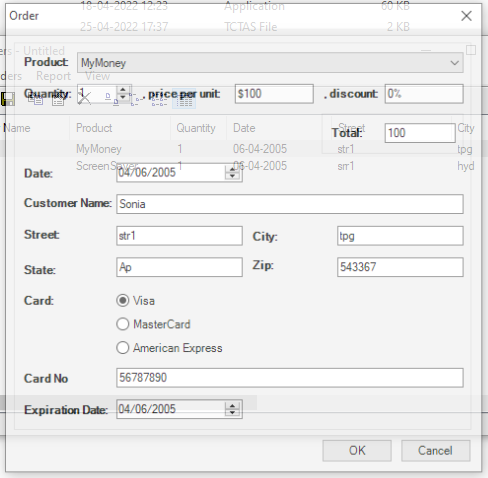 18-04-2022 12:23 Application 60 KB
Order
25-04-2022 17:37 TCTAS File 2 KB
ers - Untitled
Product: MyMoney
ders Report View
Quantity: 1 , price per unit: $100 , discount: 0%
Name Product Quantity Date Street City
Total: 100
MyMoney 1 06-04-2005 str1 tpg
ScreenSaver 1 06-04-2005 srr1 hyd
Date: 04/06/2005
Customer Name: Sonia
Street: str1 City: tpg
State: Ap Zip: 543367
Card: Visa
MasterCard
American Express
Card No 56787890
Expiration Date: 04/06/2005
OK Cancel